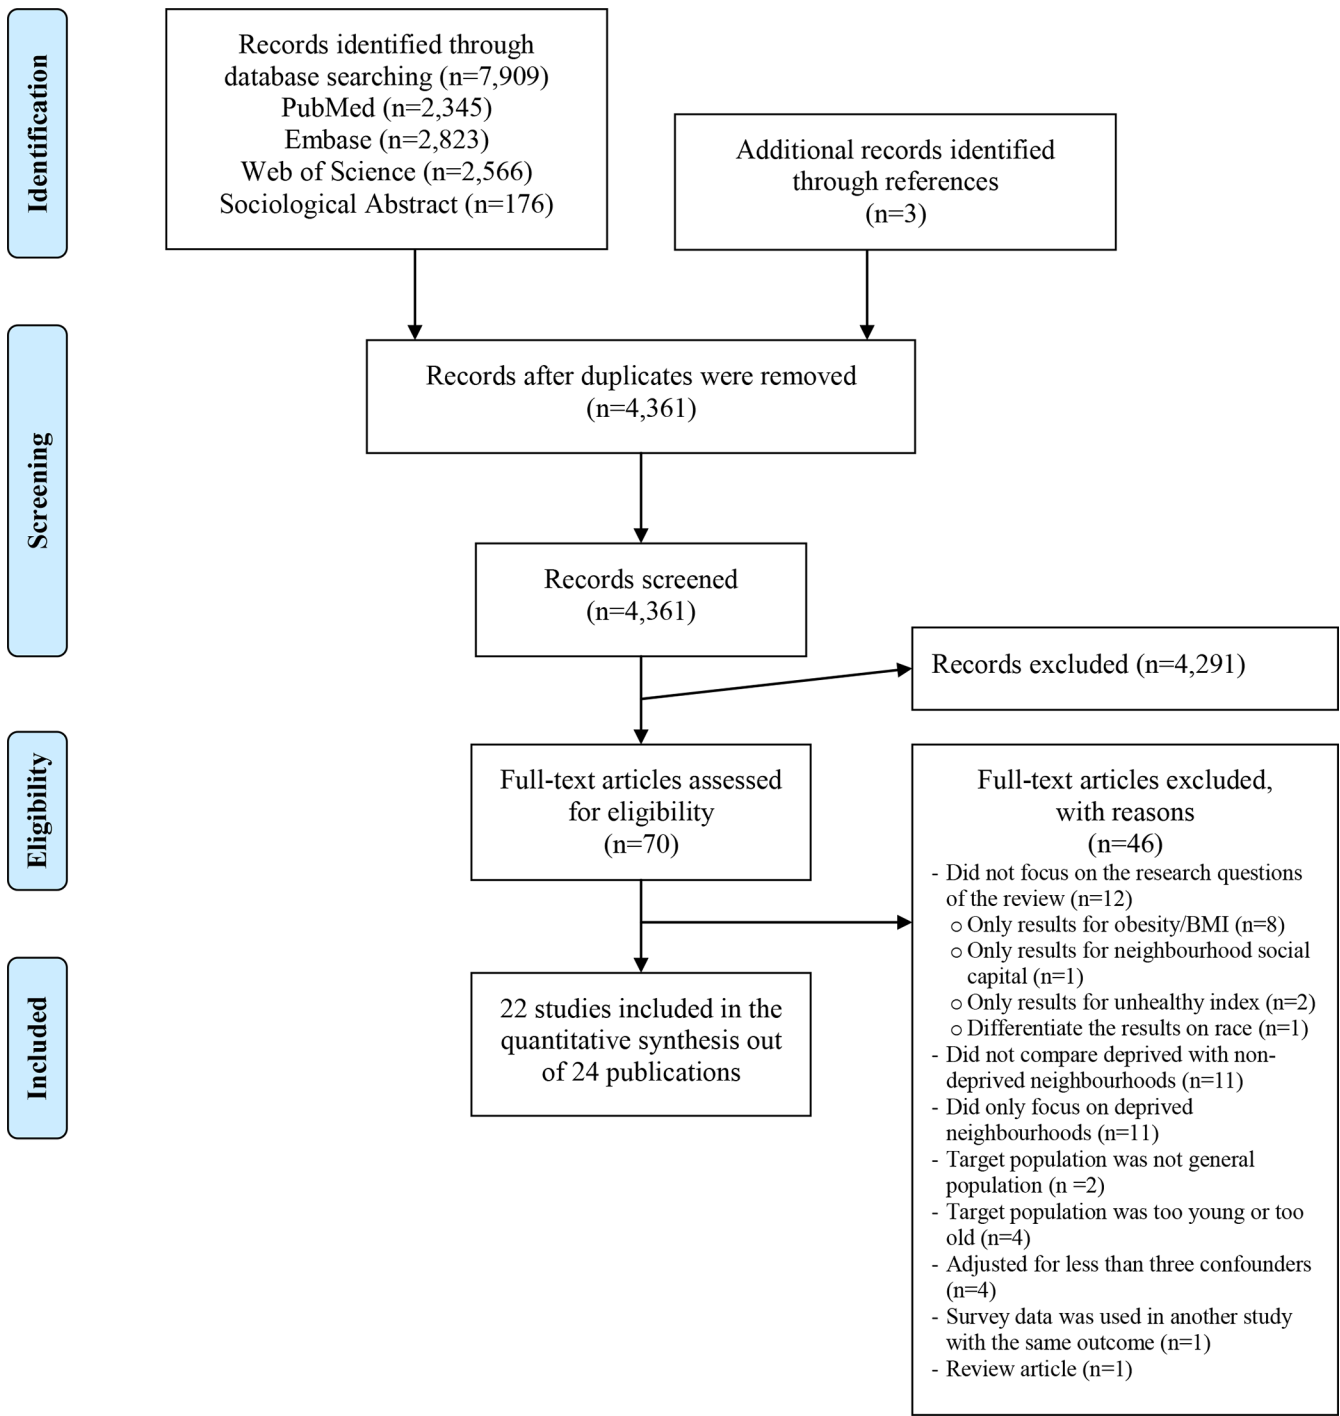 Identification
Records identified through
database searching (n=7,909)
PubMed (n=2,345)
Embase (n=2,823)
Web of Science (n=2,566)
Sociological Abstract (n=176)
Additional records identified
through references
(n=3)
Screening
Records after duplicates were removed
(n=4,361)
Records screened
(n=4,361)
Records excluded (n=4,291)
Eligibility
Full-text articles assessed
for eligibility
(n=70)
Full-text articles excluded,
with reasons
(n=46)
- Did not focus on the research questions
of the review (n=12)
o Only results for obesity/BMI (n=8)
o Only results for neighbourhood social
capital (n=1)
o Only results for unhealthy index (n=2)
o Differentiate the results on race (n=1)
- Did not compare deprived with non-
deprived neighbourhoods (n=11)
- Did only focus on deprived
neighbourhoods (n=11)
- Target population was not general
population (n =2)
- Target population was too young or too
old (n=4)
- Adjusted for less than three confounders
(n=4)
- Survey data was used in another study
with the same outcome (n=1)
- Review article (n=1)
Included
22 studies included in the
quantitative synthesis out
of 24 publications